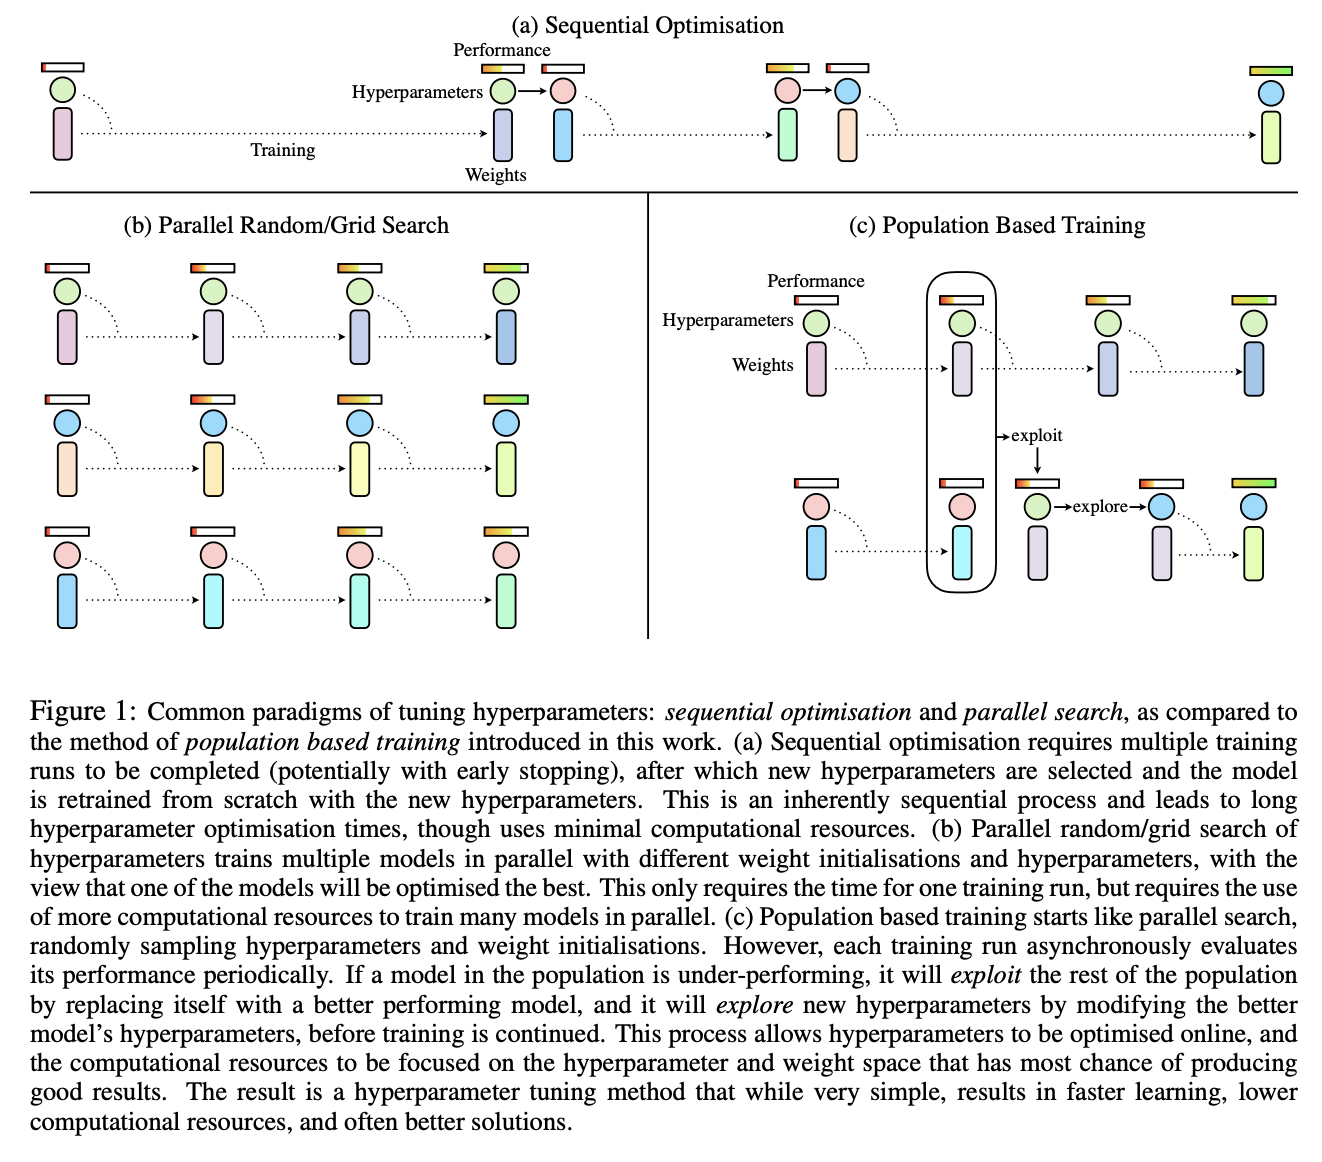 (a) Sequential Optimisation
Performance
Hyperparameters
Training
Weights
(b) Parallel Random/Grid Search
(c) Population Based Training
Performance
Hyperparameters
Weights
exploit
explore
Figure 1: Common paradigms of tuning hyperparameters: sequential optimisation and parallel search, as compared to
the method of population based training introduced in this work. (a) Sequential optimisation requires multiple training
runs to be completed (potentially with early stopping), after which new hyperparameters are selected and the model
is retrained from scratch with the new hyperparameters. This is an inherently sequential process and leads to long
hyperparameter optimisation times, though uses minimal computational resources. (b) Parallel random/grid search of
hyperparameters trains multiple models in parallel with different weight initialisations and hyperparameters, with the
view that one of the models will be optimised the best. This only requires the time for one training run, but requires the use
of more computational resources to train many models in parallel. (c) Population based training starts like parallel search,
randomly sampling hyperparameters and weight initialisations. However, each training run asynchronously evaluates
its performance periodically. If a model in the population is under-performing, it will exploit the rest of the population
by replacing itself with a better performing model, and it will explore new hyperparameters by modifying the better
model's hyperparameters, before training is continued. This process allows hyperparameters to be optimised online, and
the computational resources to be focused on the hyperparameter and weight space that has most chance of producing
good results. The result is a hyperparameter tuning method that while very simple, results in faster learning, lower
computational resources, and often better solutions.